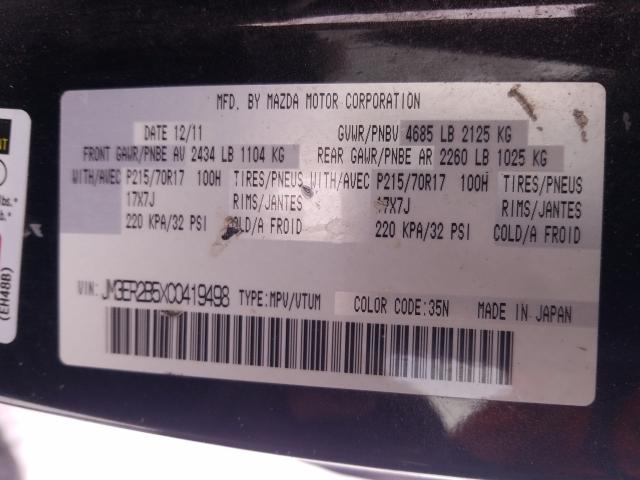 MFD. BY MAZDA MOTOR CORPORATION
DATE 12/11 GVWR/PNBV 4685 LB 2125 KG
FRONT GAWR/PNBE AV 2434 LB 1104 KG REAR GAWR/PNBE AR 2260 LB 1025 KG
WITH/AVEC P215/70R17 100H TIRES/PNEUS WITH/AVEC P215/70R17 100H TIRES/PNEUS
17X7J RIMS/JANTES 17X7J RIMS/JANTES
220 KPA/32 PSI COLD/A FROID 220 KPA/32 PSI COLD/A FROID
VIN: JM3ER2B5XC0419498 TYPE:MPV/VTUM COLOR CODE:35N MADE IN JAPAN
(EH48B)